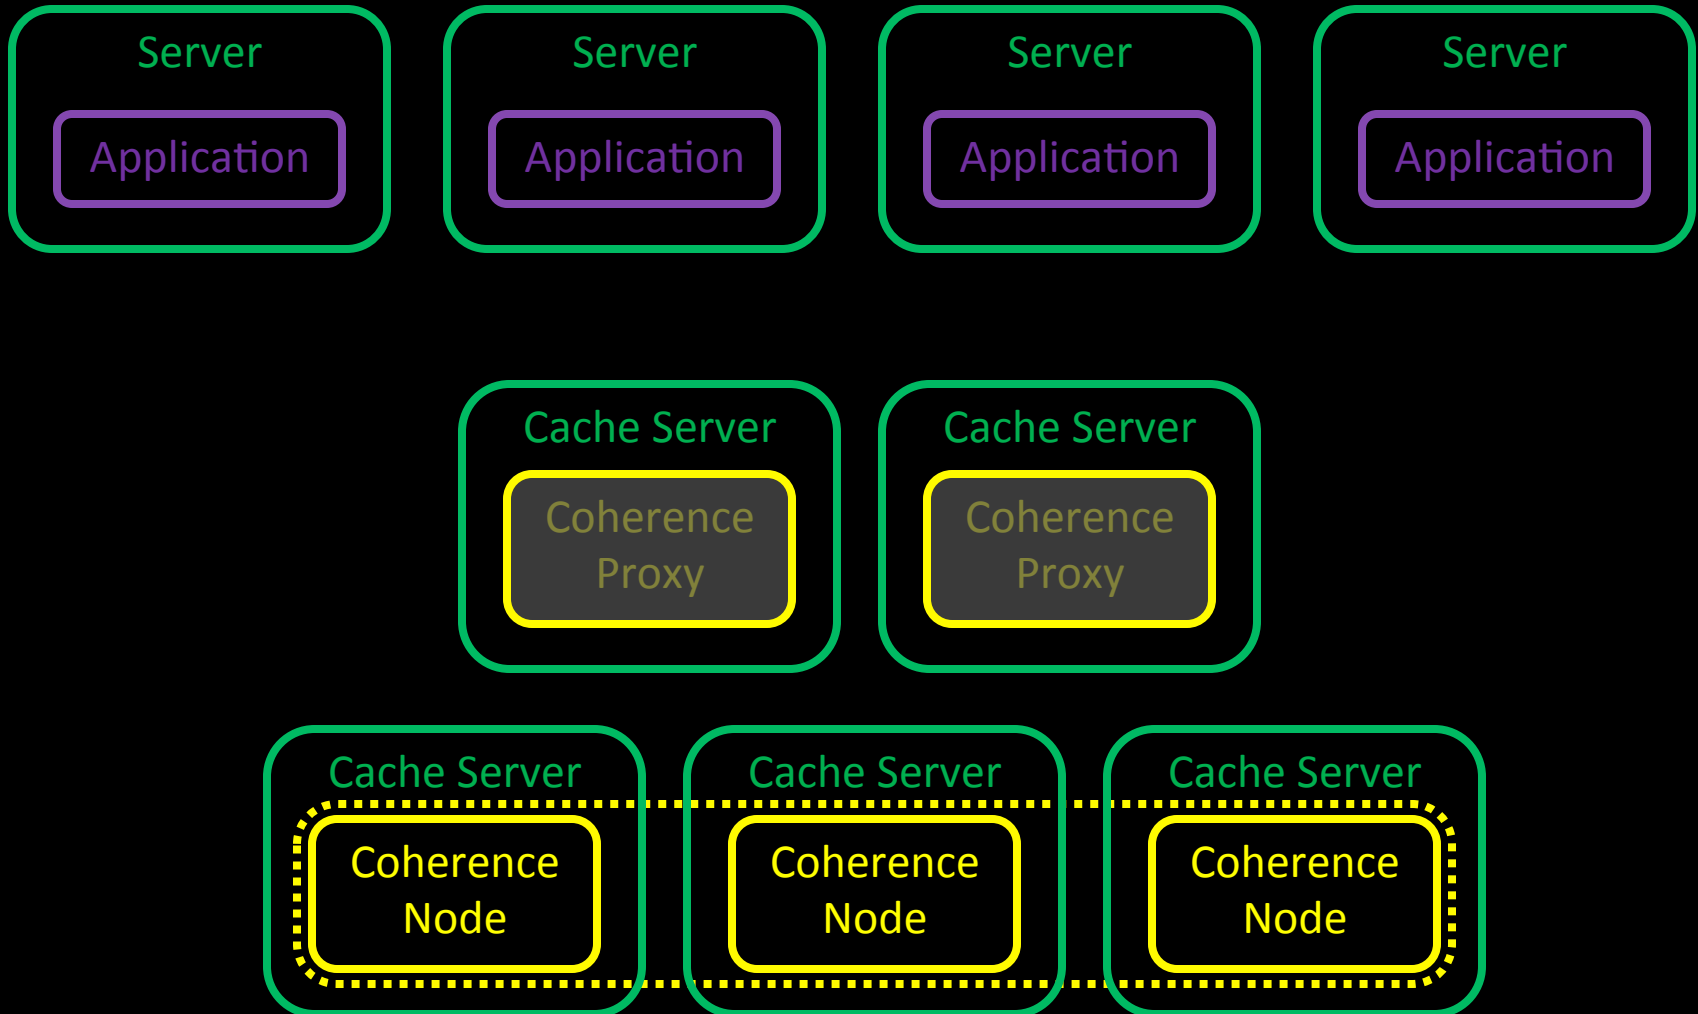 Server
Server
Server
Server
Application
Application
Application
Application
Cache Server
Cache Server
Coherence
Proxy
Coherence
Proxy
Cache Server
Cache Server
Cache Server
Coherence
Node
Coherence
Node
Coherence
Node